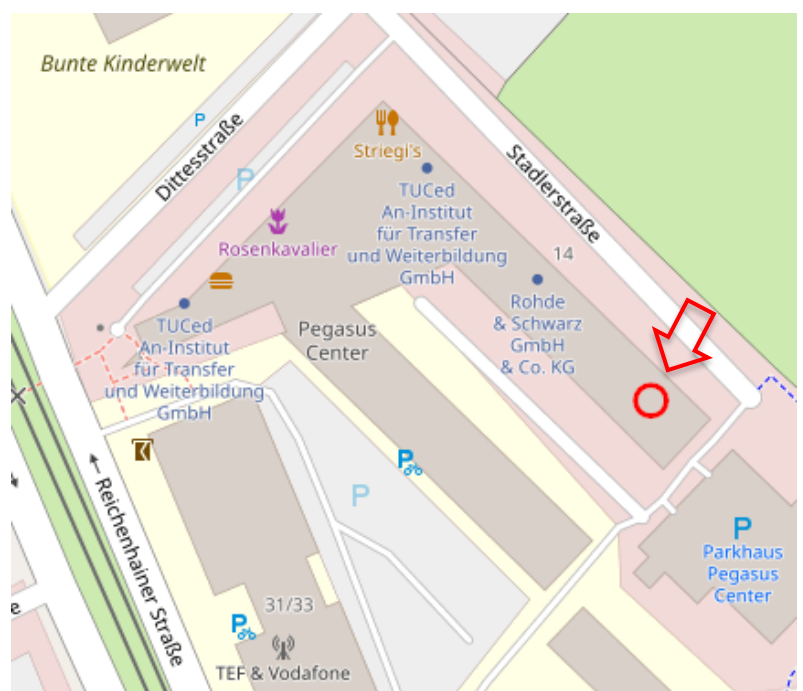 Bunte Kinderwelt
P
Dittesstraße
P
Striegi's
Stadlerstraße
TUCed
An-Institut
für Transfer
und Weiterbildung
GmbH
Rosenkavalier
14
Rohde
& Schwarz
GmbH
& Co. KG
TUCed
An-Institut
für Transfer
und Weiterbildung
GmbH
Pegasus
Center
P
P
← Reichenhainer Straße
P
Parkhaus
Pegasus
Center
31/33
P
TEF & Vodafone
e